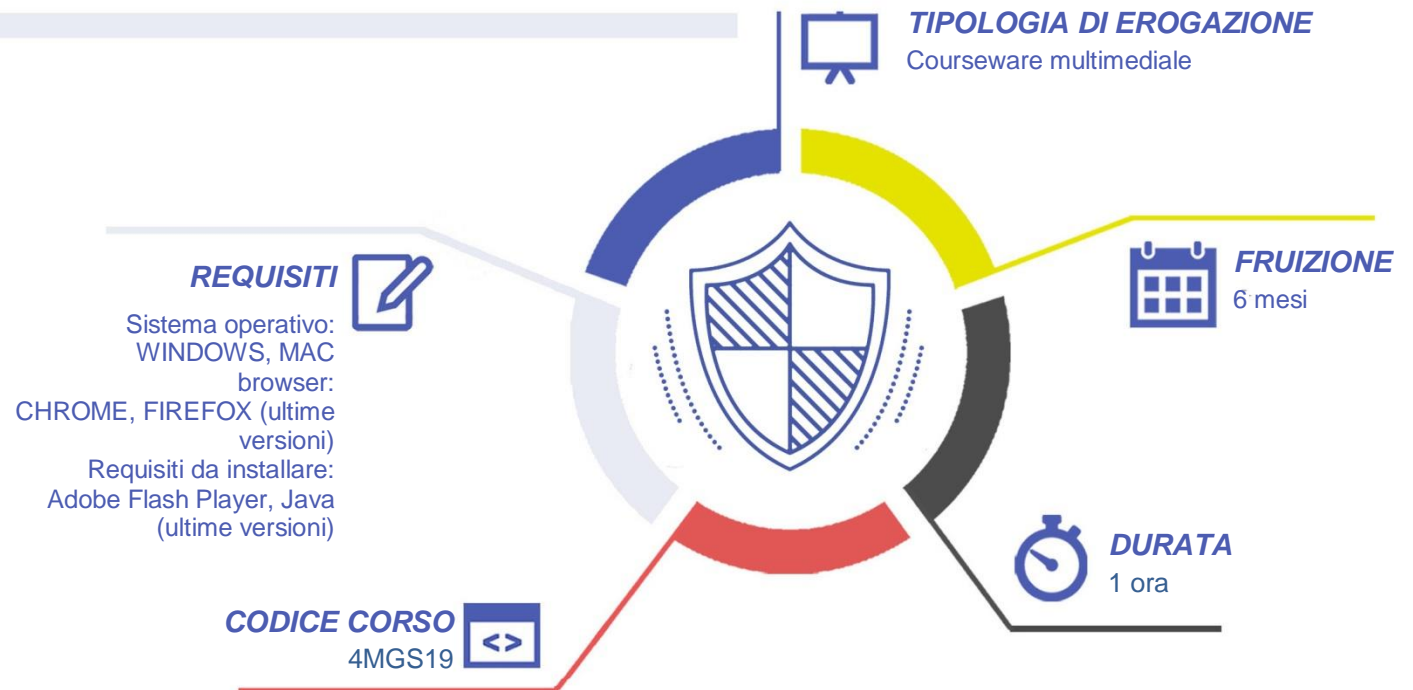 TIPOLOGIA DI EROGAZIONE
Courseware multimediale
FRUIZIONE
6 mesi
REQUISITI
Sistema operativo:
WINDOWS, MAC
browser:
CHROME, FIREFOX (ultime
versioni)
Requisiti da installare:
Adobe Flash Player, Java
(ultime versioni)
DURATA
1 ora
CODICE CORSO
4MGS19
<>